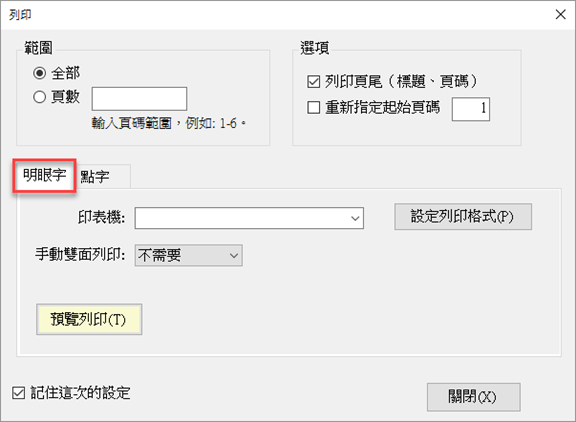 列印
範圍
全部
頁數
輸入頁碼範圍，例如: 1-6。
選項
列印頁尾（標題、頁碼）
重新指定起始頁碼 1
明眼字 點字
印表機: 設定列印格式(P)
手動雙面列印: 不需要
預覽列印(T)
記住這次的設定
關閉(X)